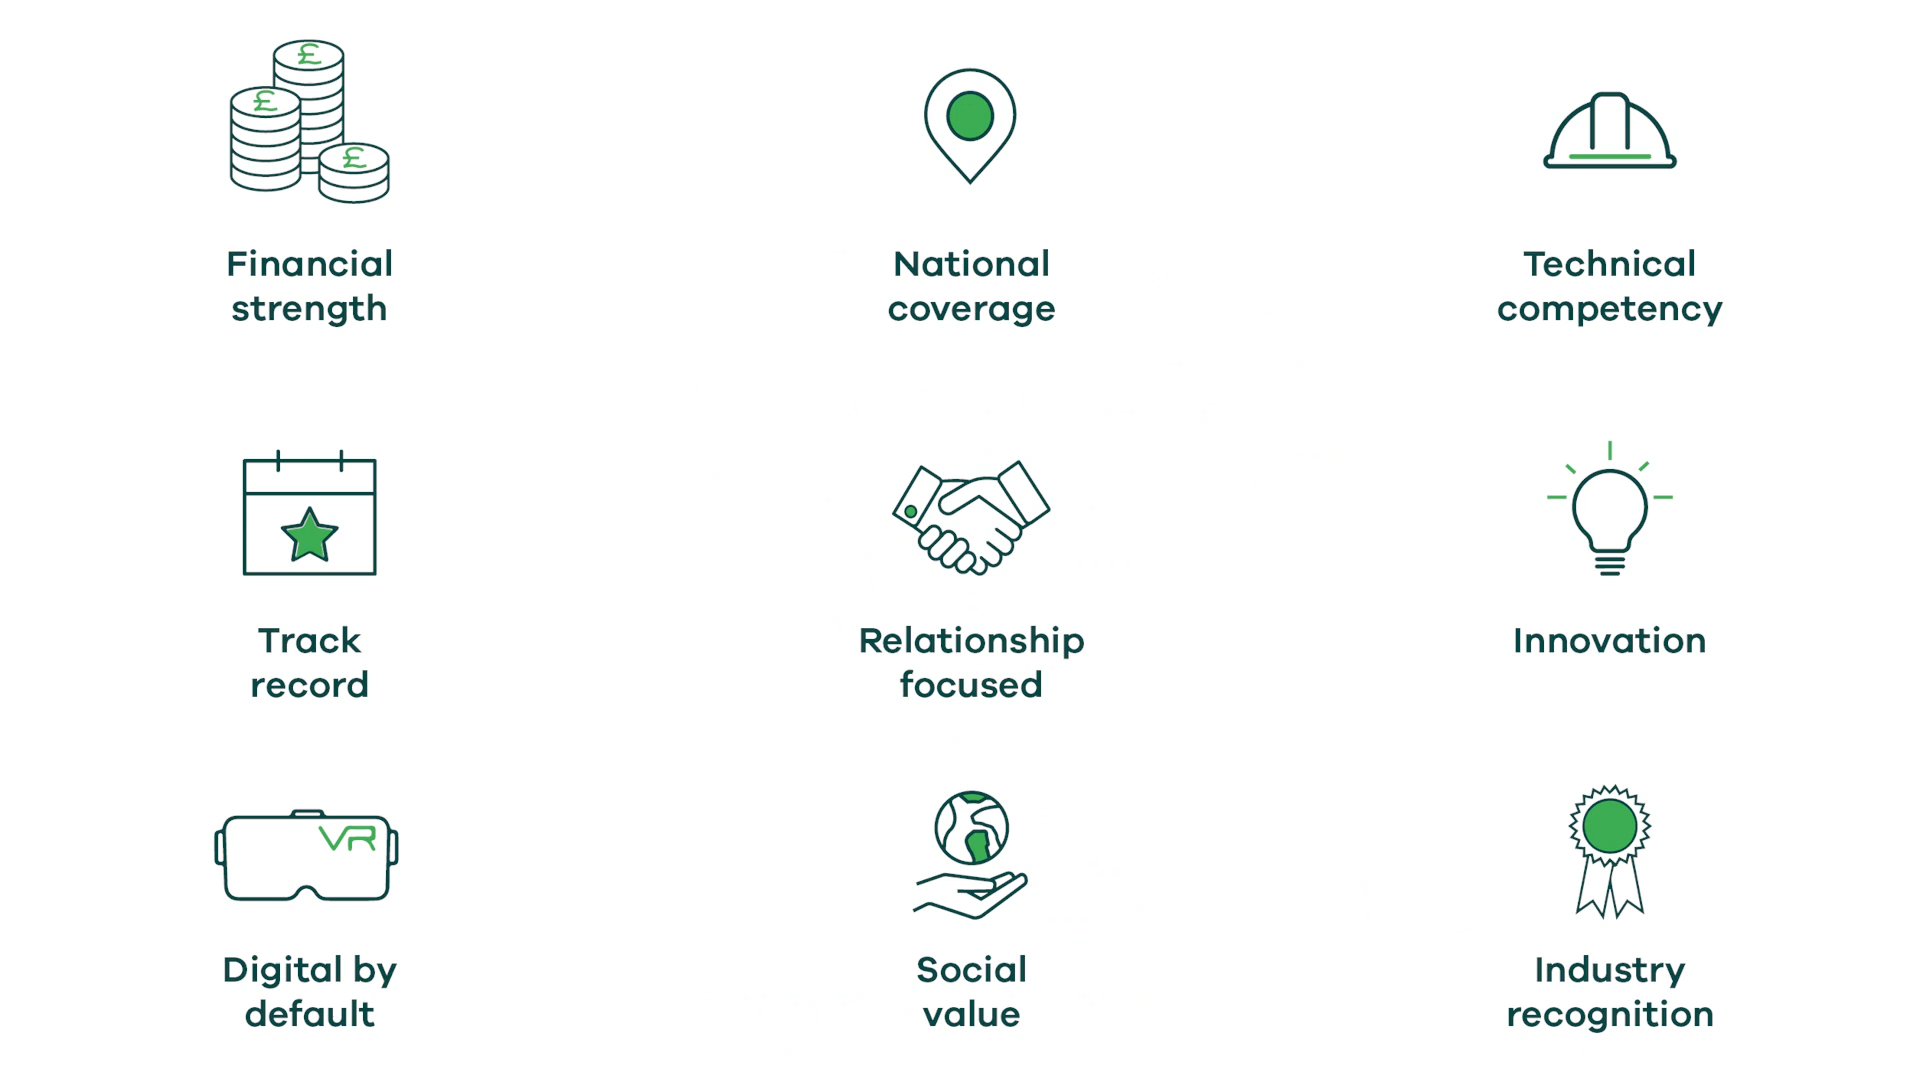 £
£
£
Financial
strength
National
coverage
Technical
competency
Track
record
Relationship
focused
Innovation
VR
Digital by
default
Social
value
Industry
recognition